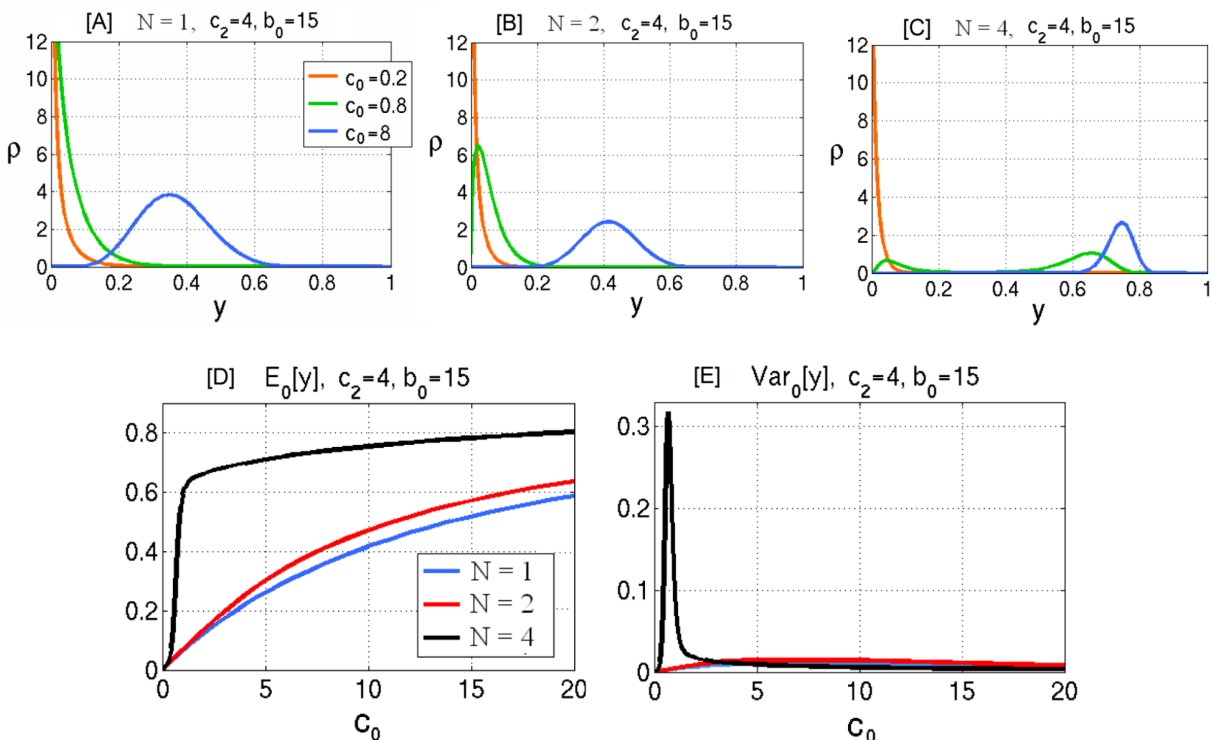 [A] N = 1, c2=4, b0=15
12
10
8
6
4
2
0
ρ
c0=0.2
c0=0.8
c0=8
0 0.2 0.4 0.6 0.8 1
y
[B] N = 2, c2=4, b0=15
12
10
8
6
4
2
0
ρ
0 0.2 0.4 0.6 0.8 1
y
[C] N = 4, c2=4, b0=15
12
10
8
6
4
2
0
ρ
0 0.2 0.4 0.6 0.8 1
y
[D] E0[y], c2=4, b0=15
0.8
0.6
0.4
0.2
0
N = 1
N = 2
N = 4
0 5 10 15 20
c0
[E] Var0[y], c2=4, b0=15
0.3
0.2
0.1
0
0 5 10 15 20
c0